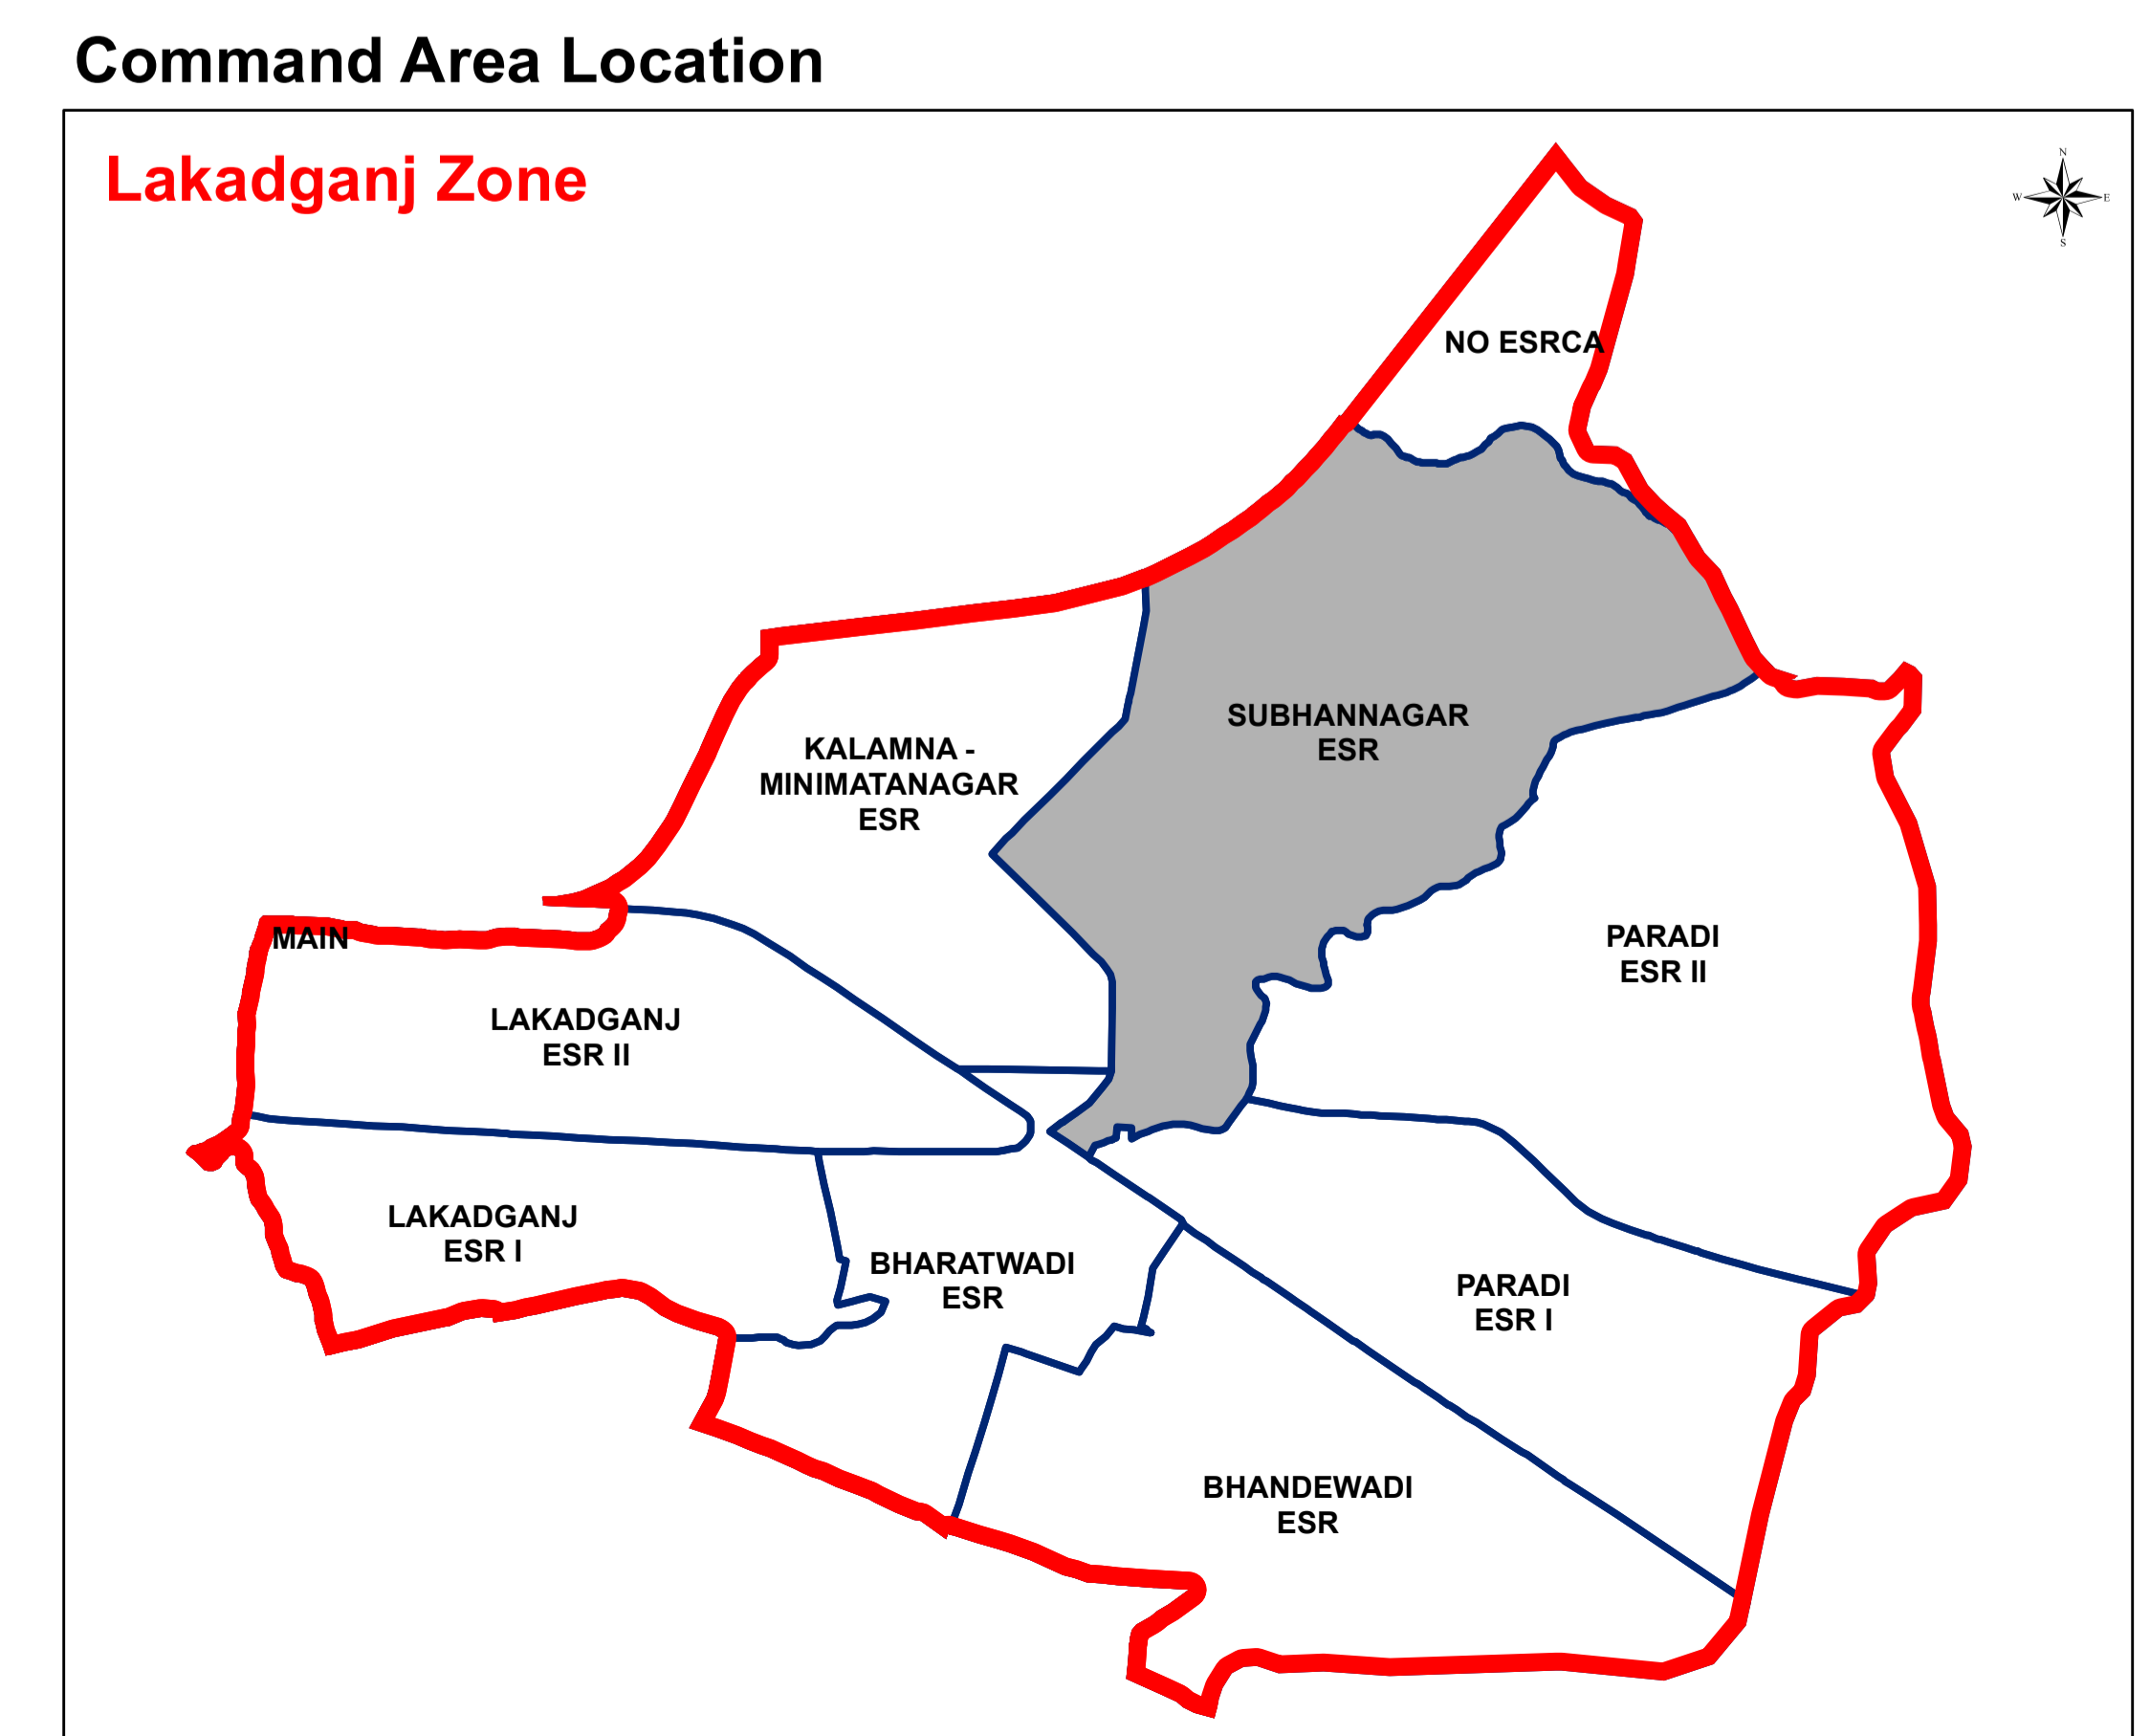 Command Area Location
Lakadganj Zone
N
W
E
S
NO ESRCA
SUBHANNAGAR
ESR
KALAMNA -
MINIMATANAGAR
ESR
MAIN
PARADI
ESR II
LAKADGANJ
ESR II
LAKADGANJ
ESR I
BHARATWADI
ESR
PARADI
ESR I
BHANDEWADI
ESR